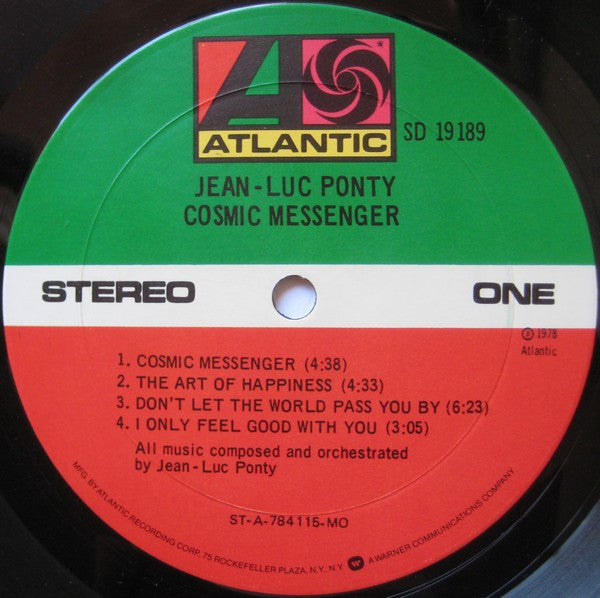 ATLANTIC
SD 19189
JEAN-LUC PONTY
COSMIC MESSENGER
STEREO
ONE
℗ 1978
Atlantic
1. COSMIC MESSENGER (4:38)
2. THE ART OF HAPPINESS (4:33)
3. DON'T LET THE WORLD PASS YOU BY (6:23)
4. I ONLY FEEL GOOD WITH YOU (3:05)
All music composed and orchestrated
by Jean-Luc Ponty
ST-A-784115-MO
MFG. BY ATLANTIC RECORDING CORP. 75 ROCKEFELLER PLAZA, N.Y., N.Y. A WARNER COMMUNICATIONS COMPANY